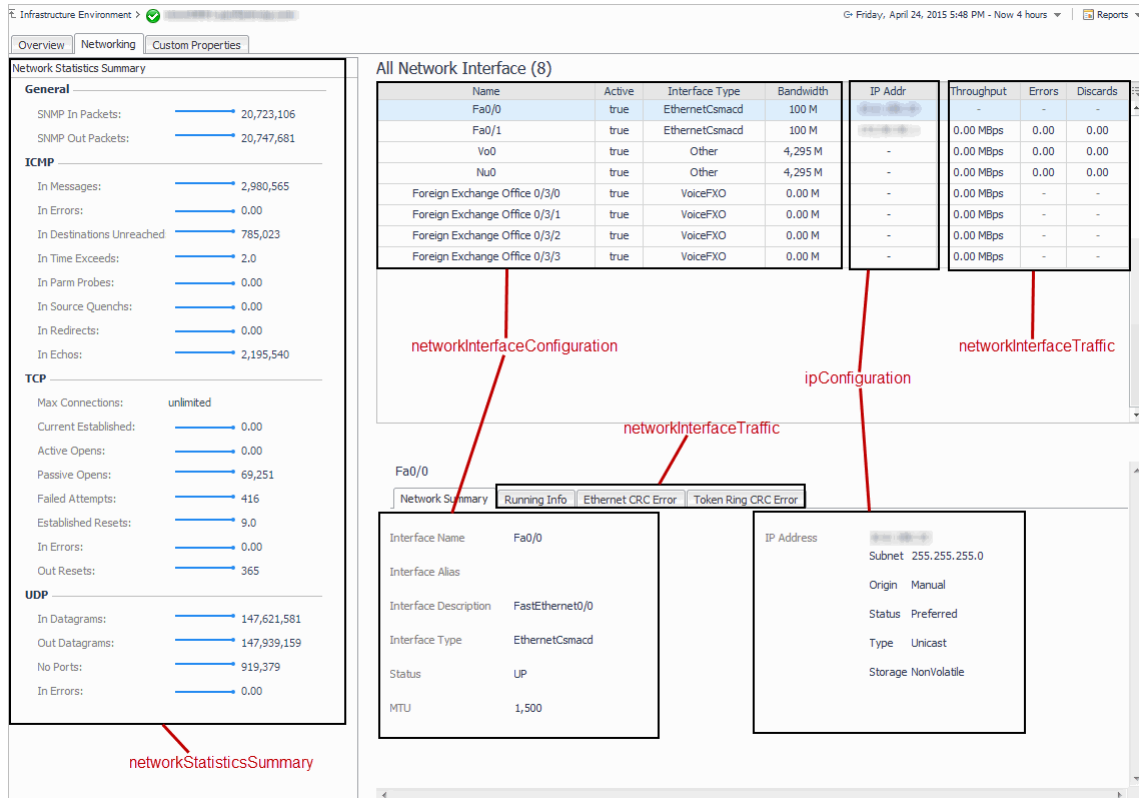 Infrastructure Environment >
Friday, April 24, 2015 5:48 PM - Now 4 hours
Reports
Overview
Networking
Custom Properties
Network Statistics Summary
General
SNMP In Packets: 20,723,106
SNMP Out Packets: 20,747,681
ICMP
In Messages: 2,980,565
In Errors: 0.00
In Destinations Unreached 785,023
In Time Exceeds: 2.0
In Parm Probes: 0.00
In Source Quenchs: 0.00
In Redirects: 0.00
In Echos: 2,195,540
TCP
Max Connections: unlimited
Current Established: 0.00
Active Opens: 0.00
Passive Opens: 69,251
Failed Attempts: 416
Established Resets: 9.0
In Errors: 0.00
Out Resets: 365
UDP
In Datagrams: 147,621,581
Out Datagrams: 147,939,159
No Ports: 919,379
In Errors: 0.00
networkStatisticsSummary
All Network Interface (8)
Name Active Interface Type Bandwidth IP Addr Throughput Errors Discards
Fa0/0 true EthernetCsmacd 100 M - - -
Fa0/1 true EthernetCsmacd 100 M 0.00 MBps 0.00 0.00
Vo0 true Other 4,295 M - 0.00 MBps 0.00 0.00
Nu0 true Other 4,295 M - 0.00 MBps 0.00 0.00
Foreign Exchange Office 0/3/0 true VoiceFXO 0.00 M - 0.00 MBps - -
Foreign Exchange Office 0/3/1 true VoiceFXO 0.00 M - 0.00 MBps - -
Foreign Exchange Office 0/3/2 true VoiceFXO 0.00 M - 0.00 MBps - -
Foreign Exchange Office 0/3/3 true VoiceFXO 0.00 M - 0.00 MBps - -
networkInterfaceConfiguration
networkInterfaceTraffic
ipConfiguration
networkInterfaceTraffic
Fa0/0
Network Summary
Running Info
Ethernet CRC Error
Token Ring CRC Error
Interface Name Fa0/0
Interface Alias
Interface Description FastEthernet0/0
Interface Type EthernetCsmacd
Status UP
MTU 1,500
IP Address
Subnet 255.255.255.0
Origin Manual
Status Preferred
Type Unicast
Storage NonVolatile